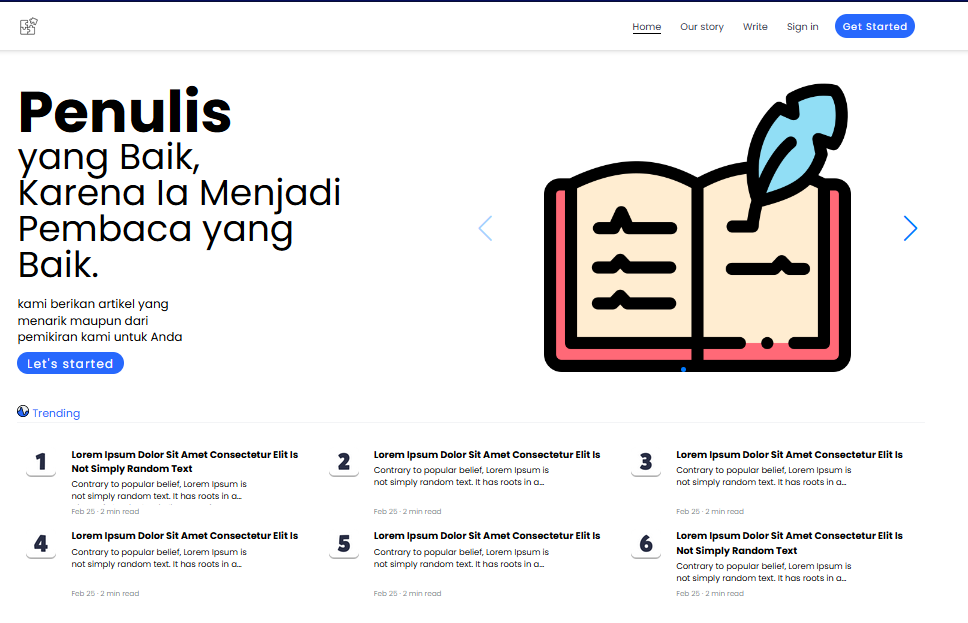 Home Our story Write Sign in Get Started
Penulis
yang Baik,
Karena Ia Menjadi
Pembaca yang
Baik.
kami berikan artikel yang
menarik maupun dari
pemikiran kami untuk Anda
Let's started
Trending
1
Lorem Ipsum Dolor Sit Amet Consectetur Elit Is
Not Simply Random Text
Contrary to popular belief, Lorem Ipsum is
not simply random text. It has roots in a...
Feb 25 · 2 min read
2
Lorem Ipsum Dolor Sit Amet Consectetur Elit Is
Contrary to popular belief, Lorem Ipsum is
not simply random text. It has roots in a...
Feb 25 · 2 min read
3
Lorem Ipsum Dolor Sit Amet Consectetur Elit Is
Contrary to popular belief, Lorem Ipsum is
not simply random text. It has roots in a...
Feb 25 · 2 min read
4
Lorem Ipsum Dolor Sit Amet Consectetur Elit Is
Contrary to popular belief, Lorem Ipsum is
not simply random text. It has roots in a...
Feb 25 · 2 min read
5
Lorem Ipsum Dolor Sit Amet Consectetur Elit Is
Contrary to popular belief, Lorem Ipsum is
not simply random text. It has roots in a...
Feb 25 · 2 min read
6
Lorem Ipsum Dolor Sit Amet Consectetur Elit Is
Not Simply Random Text
Contrary to popular belief, Lorem Ipsum is
not simply random text. It has roots in a...
Feb 25 · 2 min read